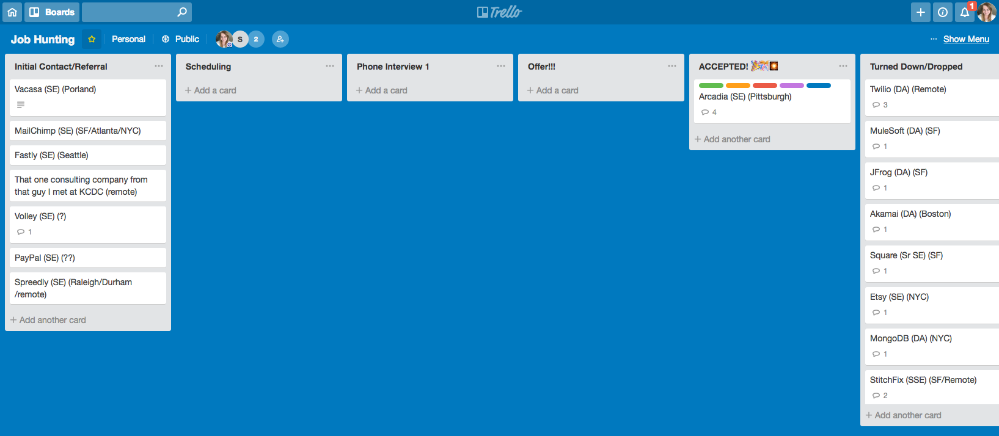 Boards
Trello
1
Job Hunting
Personal
Public
S
2
Show Menu
Initial Contact/Referral
Vacasa (SE) (Porland)
MailChimp (SE) (SF/Atlanta/NYC)
Fastly (SE) (Seattle)
That one consulting company from
that guy I met at KCDC (remote)
Volley (SE) (?)
1
PayPal (SE) (??)
Spreedly (SE) (Raleigh/Durham
/remote)
+ Add another card
Scheduling
+ Add a card
Phone Interview 1
+ Add a card
Offer!!!
+ Add a card
ACCEPTED! 🎉🎊💥
Arcadia (SE) (Pittsburgh)
4
+ Add another card
Turned Down/Dropped
Twilio (DA) (Remote)
3
MuleSoft (DA) (SF)
1
JFrog (DA) (SF)
1
Akamai (DA) (Boston)
1
Square (Sr SE) (SF)
1
Etsy (SE) (NYC)
1
MongoDB (DA) (NYC)
1
StitchFix (SSE) (SF/Remote)
2
+ Add another card